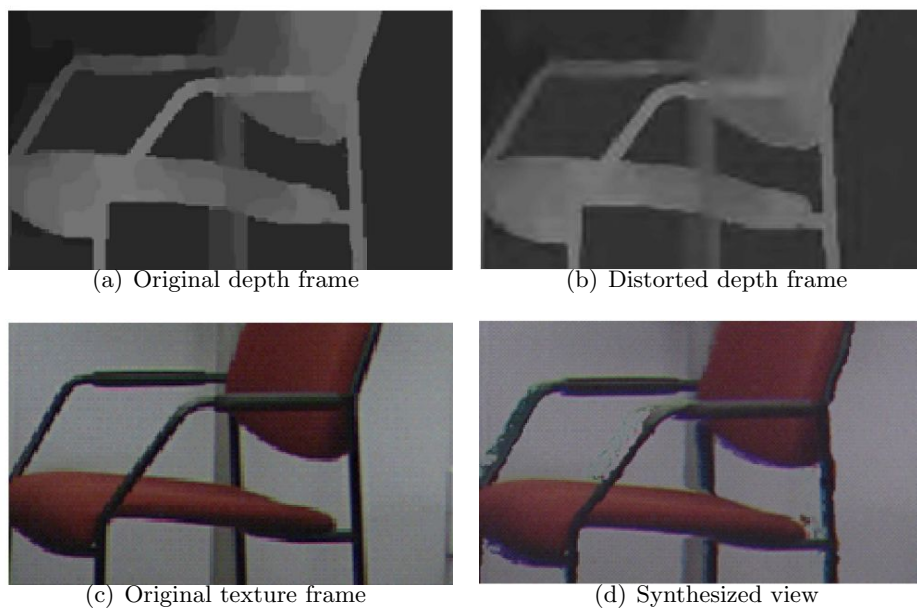 (a) Original depth frame
(b) Distorted depth frame
(c) Original texture frame
(d) Synthesized view